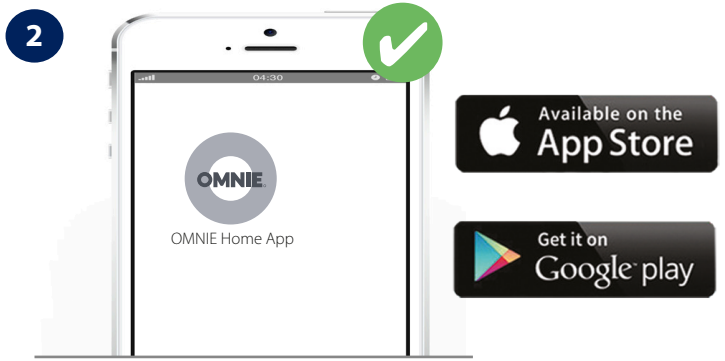 2
04:30
OMNIE
OMNIE Home App
Available on the
App Store
Get it on
Google play